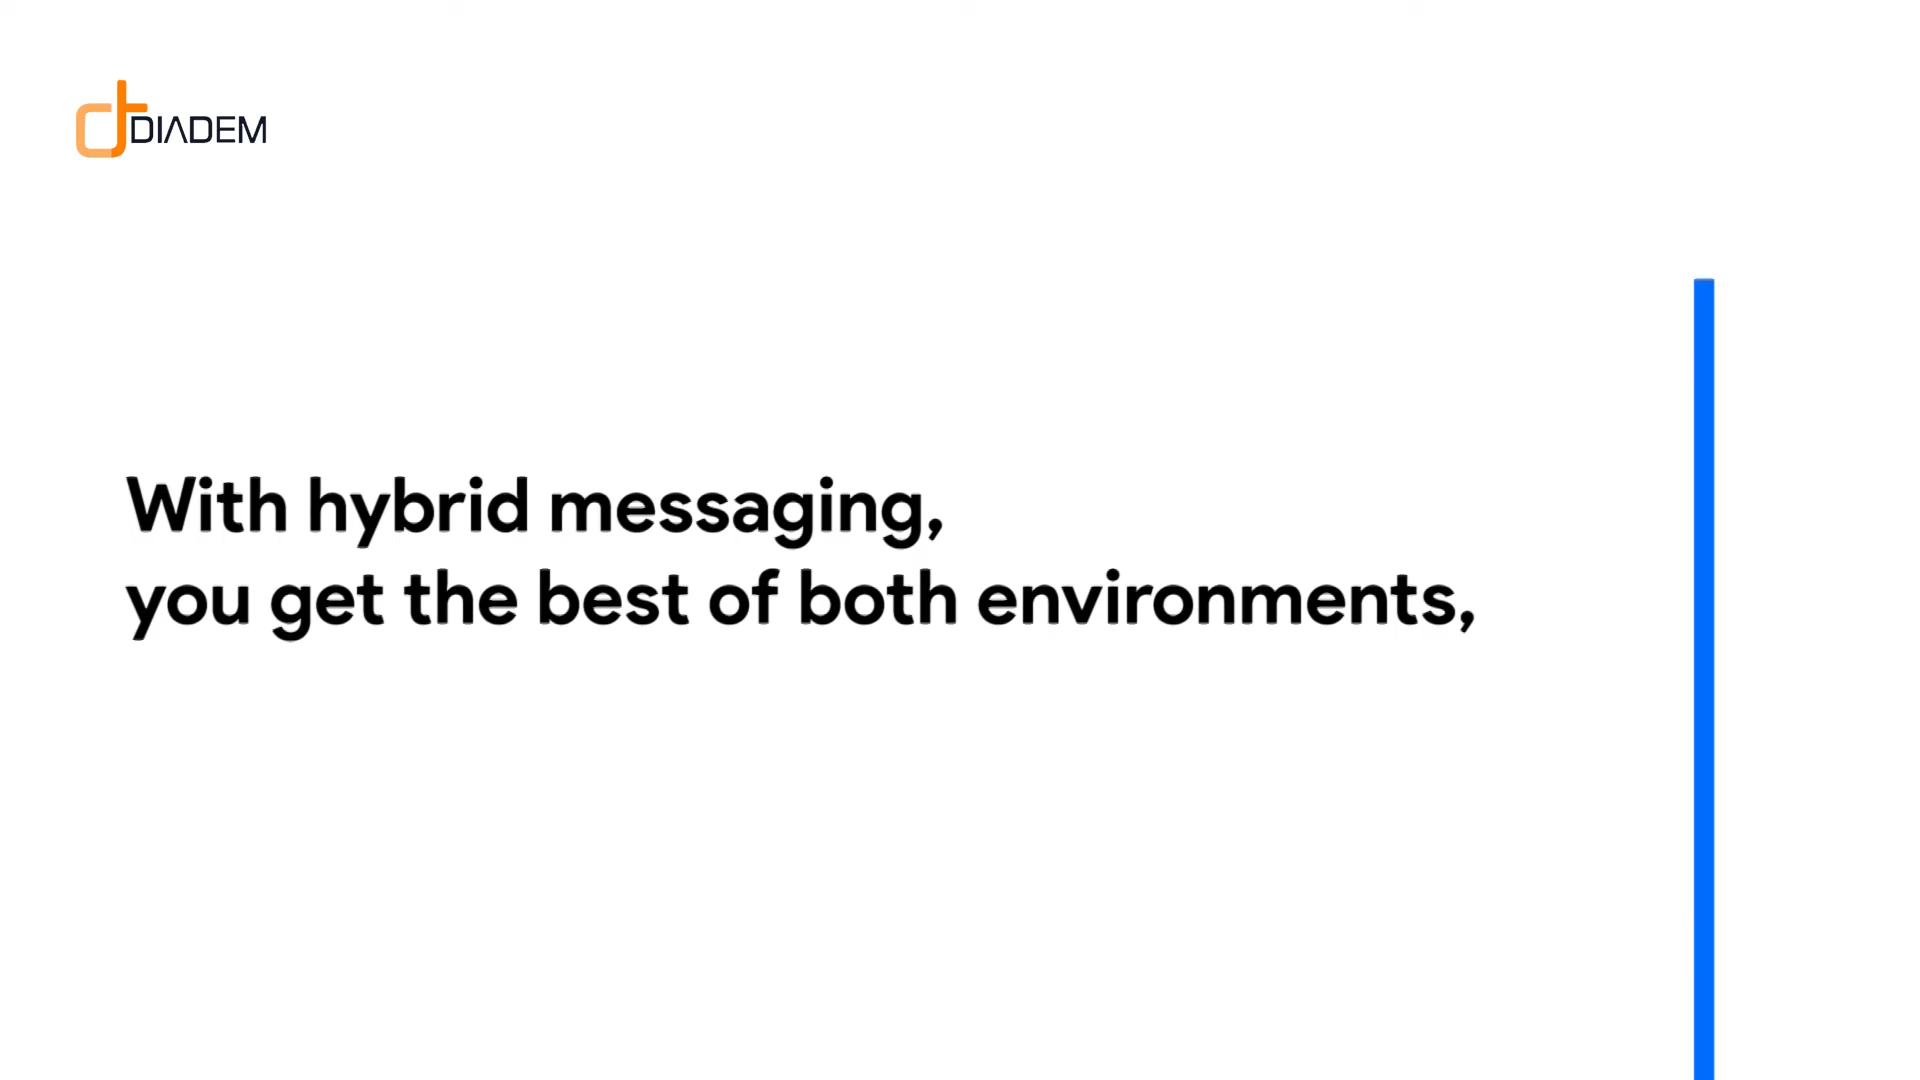 DIADEM
With hybrid messaging,
you get the best of both environments,